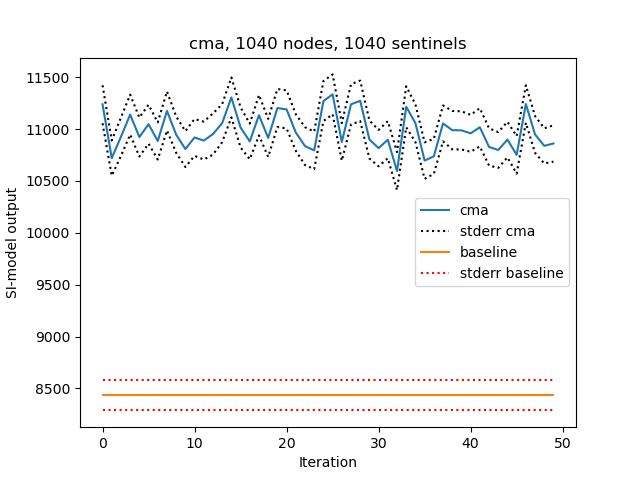 cma, 1040 nodes, 1040 sentinels
SI-model output
11500
11000
10500
10000
9500
9000
8500
cma
stderr cma
baseline
stderr baseline
0
10
20
30
40
50
Iteration